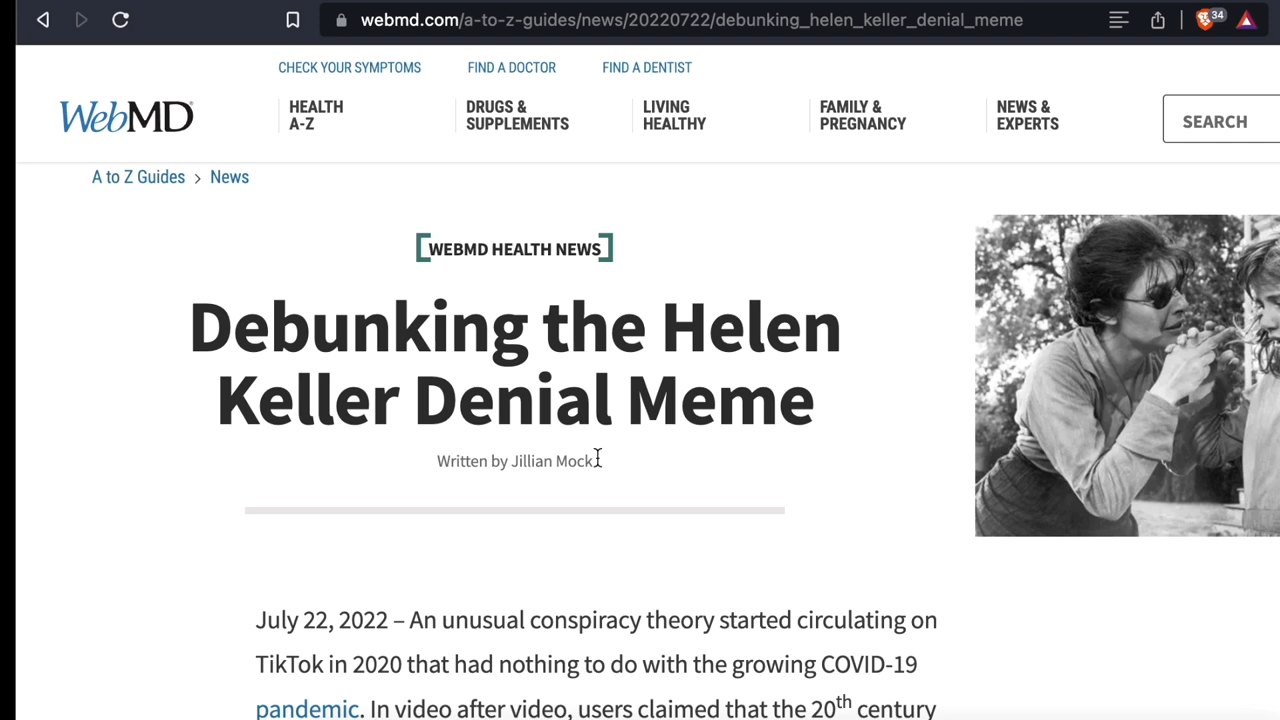 webmd.com/a-to-z-guides/news/20220722/debunking_helen_keller_denial_meme
34
CHECK YOUR SYMPTOMS FIND A DOCTOR FIND A DENTIST
WebMD
HEALTH
A-Z
DRUGS &
SUPPLEMENTS
LIVING
HEALTHY
FAMILY &
PREGNANCY
NEWS &
EXPERTS
SEARCH
A to Z Guides > News
[WEBMD HEALTH NEWS]
Debunking the Helen
Keller Denial Meme
Written by Jillian Mock
July 22, 2022 – An unusual conspiracy theory started circulating on
TikTok in 2020 that had nothing to do with the growing COVID-19
pandemic. In video after video, users claimed that the 20th century